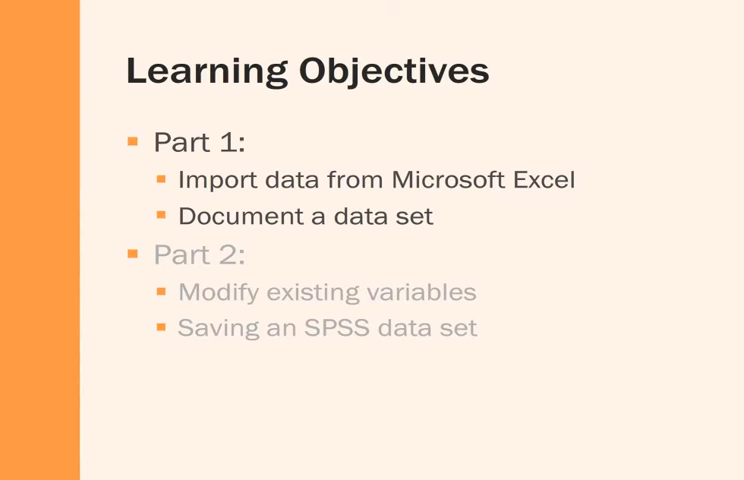 Learning Objectives
Part 1:
Import data from Microsoft Excel
Document a data set
Part 2:
Modify existing variables
Saving an SPSS data set